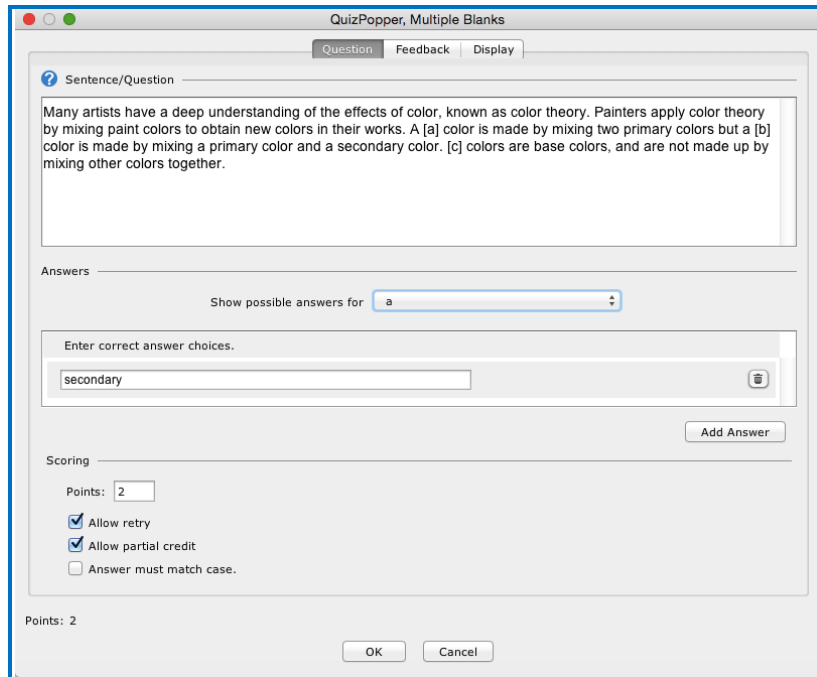 QuizPopper, Multiple Blanks
Question Feedback Display
Sentence/Question
Many artists have a deep understanding of the effects of color, known as color theory. Painters apply color theory
by mixing paint colors to obtain new colors in their works. A [a] color is made by mixing two primary colors but a [b]
color is made by mixing a primary color and a secondary color. [c] colors are base colors, and are not made up by
mixing other colors together.
Answers
Show possible answers for a
Enter correct answer choices.
secondary
Add Answer
Scoring
Points: 2
Allow retry
Allow partial credit
Answer must match case.
Points: 2
OK Cancel